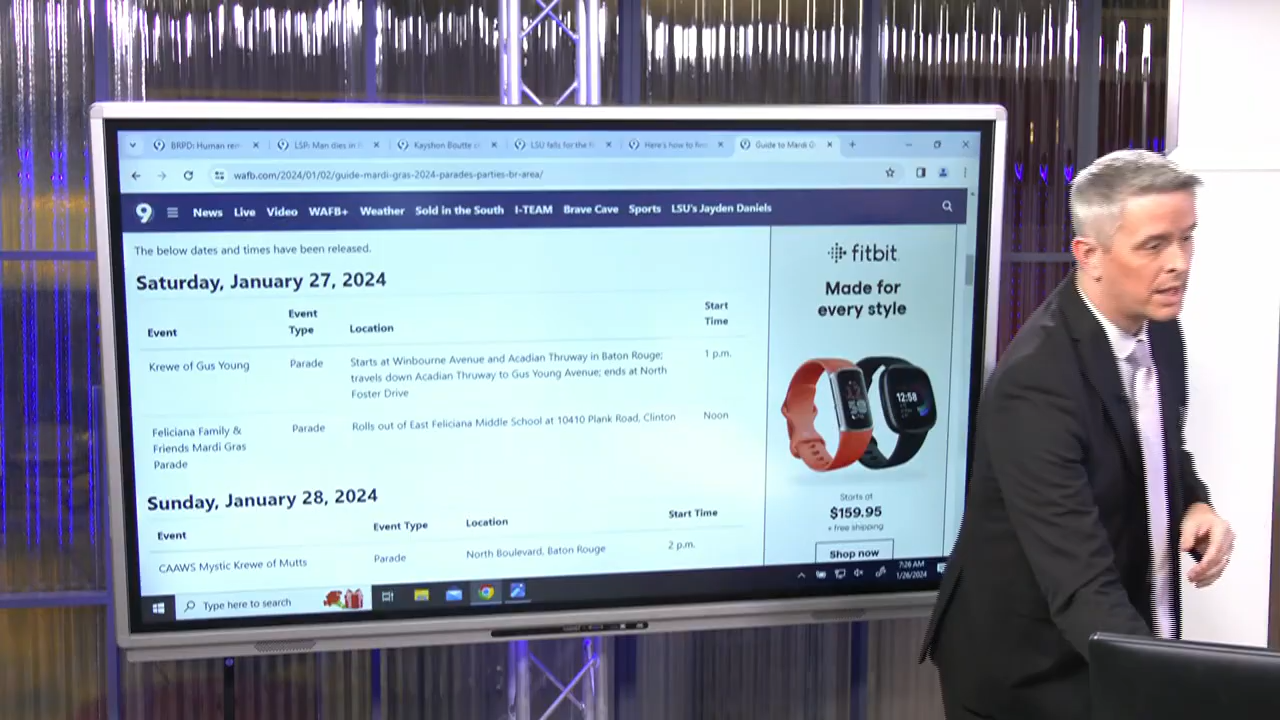 BRPD: Human rem
LSP: Man dies in
Kayshon Boutte
LSU falls for the
Here's how to
Guide to Mardi G
wafb.com/2024/01/02/guide-mardi-gras-2024-parades-parties-br-area/
9 News Live Video WAFB+ Weather Sold in the South I-TEAM Brave Cave Sports LSU's Jayden Daniels
The below dates and times have been released.
Saturday, January 27, 2024
Event Event Type Location Start Time
Krewe of Gus Young Parade Starts at Winbourne Avenue and Acadian Thruway in Baton Rouge; 1 p.m.
travels down Acadian Thruway to Gus Young Avenue; ends at North
Foster Drive
Feliciana Family & Parade Rolls out of East Feliciana Middle School at 10410 Plank Road, Clinton Noon
Friends Mardi Gras
Parade
Sunday, January 28, 2024
Event Event Type Location Start Time
CAAWS Mystic Krewe of Mutts Parade North Boulevard, Baton Rouge 2 p.m.
fitbit
Made for
every style
12:58
Starts at
$159.95
+ free shipping
Shop now
Type here to search
7:26 AM
1/26/2024